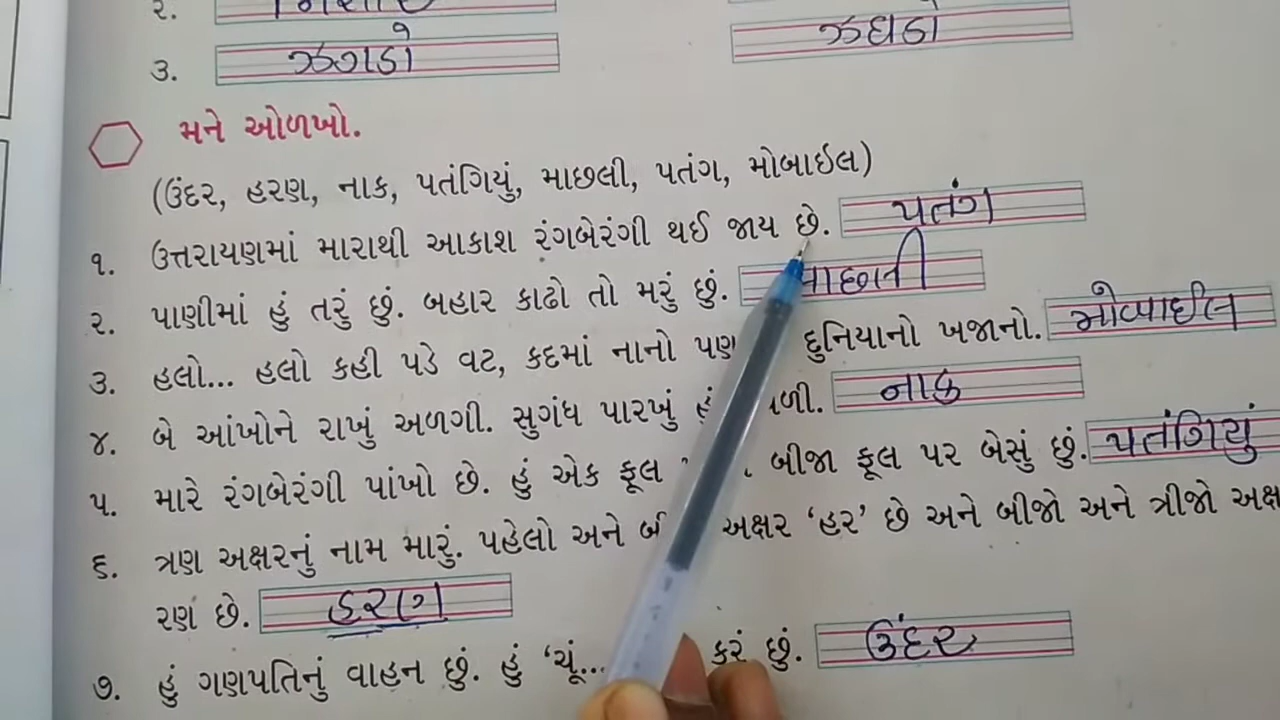 ૨.
૩. ઝગડો ઝઘડો
મને ઓળખો.
(ઉંદર, હરણ, નાક, પતંગિયું, માછલી, પતંગ, મોબાઇલ)
૧. ઉત્તરાયણમાં મારાથી આકાશ રંગબેરંગી થઈ જાય છે. પતંગ
૨. પાણીમાં હું તરું છું. બહાર કાઢો તો મરું છું. માછલી
૩. હલો... હલો કહી પડે વટ, કદમાં નાનો પણ દુનિયાનો ખજાનો. મોબાઈલ
૪. બે આંખોને રાખું અળગી. સુગંધ પારખું હું નાક
૫. મારે રંગબેરંગી પાંખો છે. હું એક ફૂલ બીજા ફૂલ પર બેસું છું. પતંગિયું
૬. ત્રણ અક્ષરનું નામ મારું. પહેલો અને અક્ષર ‘હર’ છે અને બીજો અને ત્રીજો
રણ છે. હરણ
૭. હું ગણપતિનું વાહન છું. હું ‘ચૂં... કરું છું. ઉંદર